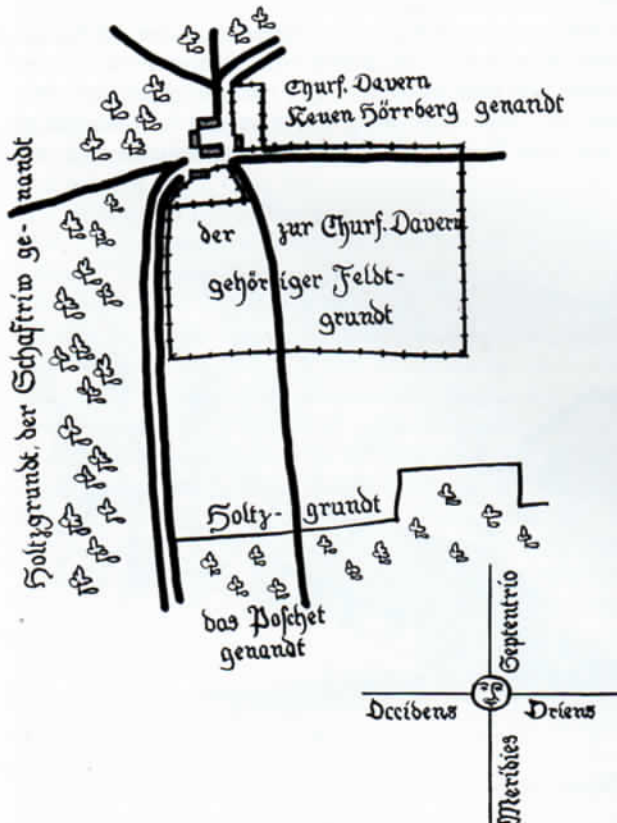 Churf. Davern
Neuen Hörrberg genandt
Holtzgrundt, der Schaftriw ge-nandt
der zur Churf. Davern
gehöriger Feldt-
grundt
Holtz-grundt
das Poschet
genandt
Septentrio
Occidens
Oriens
Meridies